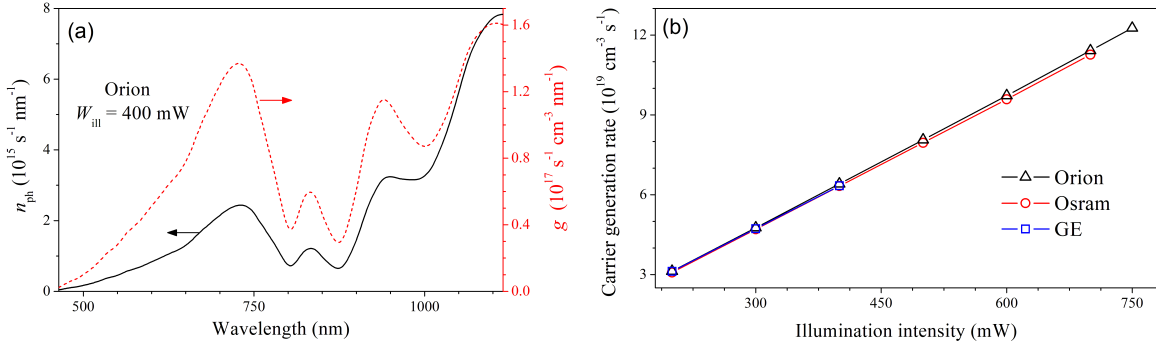 (a)
Orion
W_ill = 400 mW
n_ph (10^15 s^-1 nm^-1)
8
6
4
2
0
500
750
1000
Wavelength (nm)
1.6
1.2
0.8
0.4
0.0
g (10^17 s^-1 cm^-3 nm^-1)
(b)
Carrier generation rate (10^19 cm^-3 s^-1)
12
9
6
3
Orion
Osram
GE
300
450
600
750
Illumination intensity (mW)